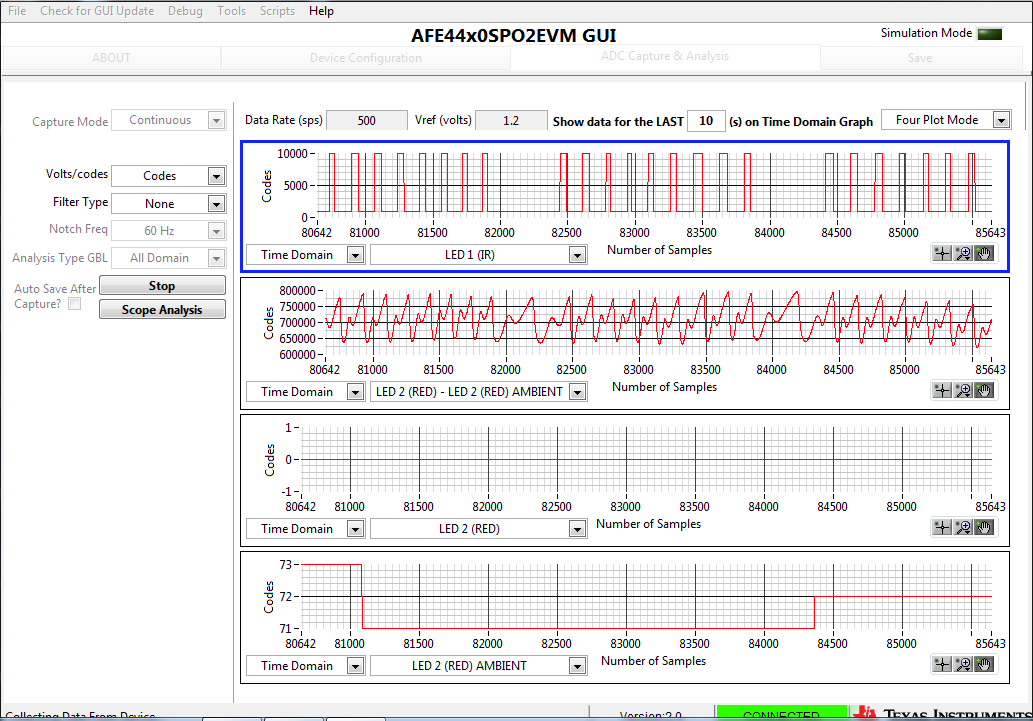 File Check for GUI Update Debug Tools Scripts Help
AFE44x0SPO2EVM GUI
Simulation Mode
ABOUT Device Configuration ADC Capture & Analysis Save
Capture Mode Continuous
Data Rate (sps) 500 Vref (volts) 1.2 Show data for the LAST 10 (s) on Time Domain Graph Four Plot Mode
Volts/codes Codes
Filter Type None
Notch Freq 60 Hz
Analysis Type GBL All Domain
Auto Save After Capture?
Stop
Scope Analysis
10000
5000
0
Codes
80642 81000 81500 82000 82500 83000 83500 84000 84500 85000 85643
Number of Samples
Time Domain LED 1 (IR)
800000
750000
700000
650000
600000
Codes
80642 81000 81500 82000 82500 83000 83500 84000 84500 85000 85643
Number of Samples
Time Domain LED 2 (RED) - LED 2 (RED) AMBIENT
1
0
-1
Codes
80642 81000 81500 82000 82500 83000 83500 84000 84500 85000 85643
Number of Samples
Time Domain LED 2 (RED)
73
72
71
Codes
80642 81000 81500 82000 82500 83000 83500 84000 84500 85000 85643
Number of Samples
Time Domain LED 2 (RED) AMBIENT
Collecting Data From Device Version:2.0 CONNECTED TEXAS INSTRUMENTS